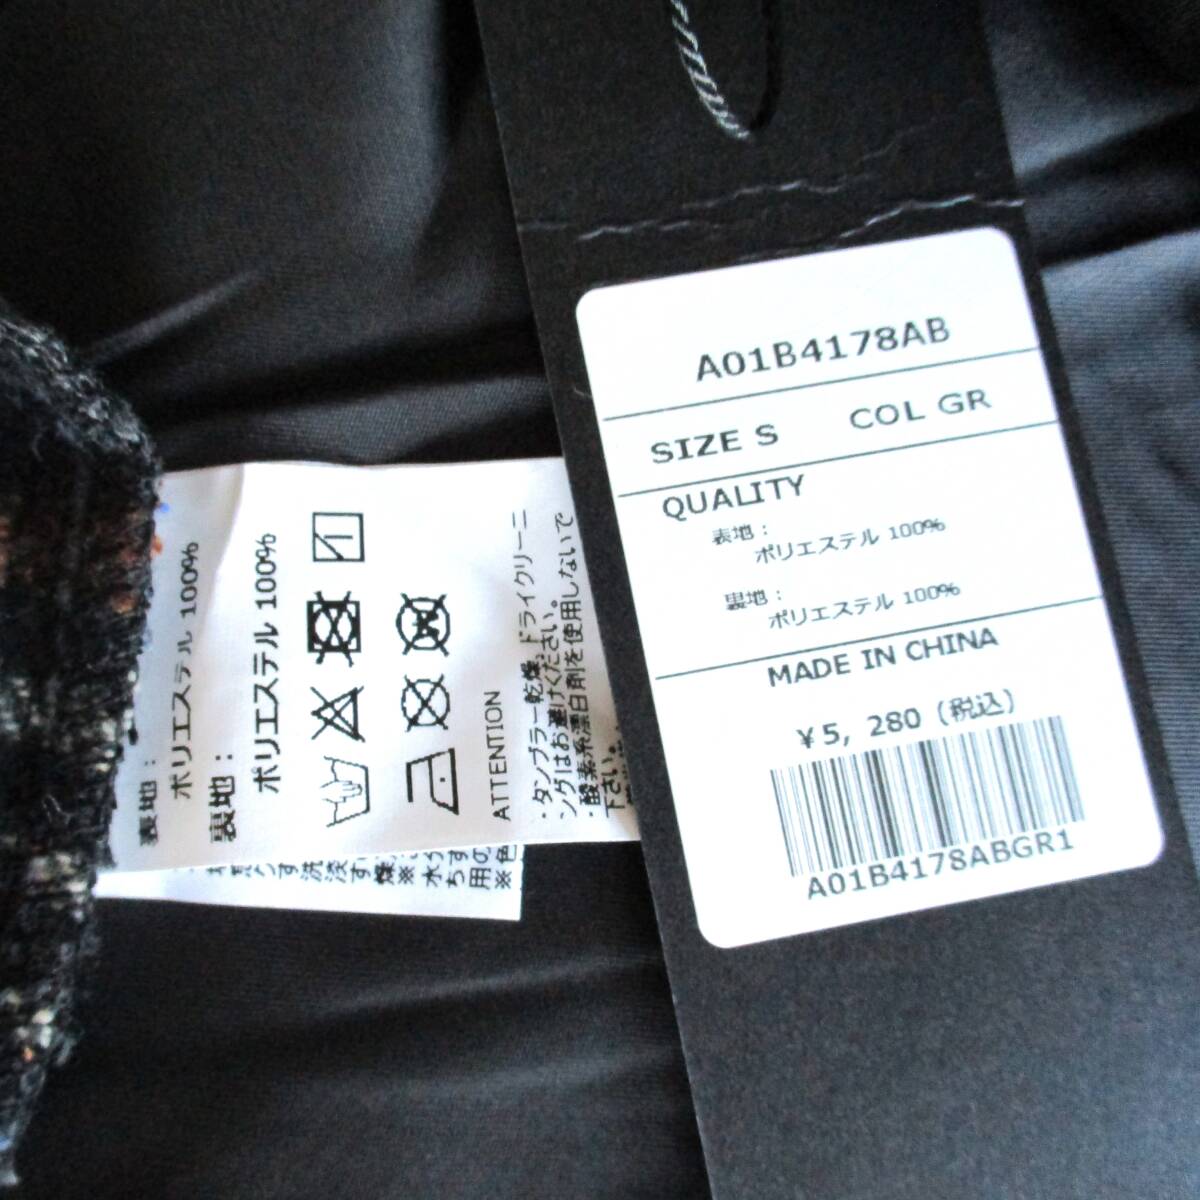 A01B4178AB
SIZE S COL GR
QUALITY
表地：
ポリエステル 100%
裏地：
ポリエステル 100%
MADE IN CHINA
￥5, 280 (税込)
A01B4178ABGR1
表地：
ポリエステル 100%
裏地：
ポリエステル 100%
ATTENTION
・タンブラー乾燥、ドライクリーニ
ングはお避けください。
・酸素系漂白剤を使用しないで
下さい。